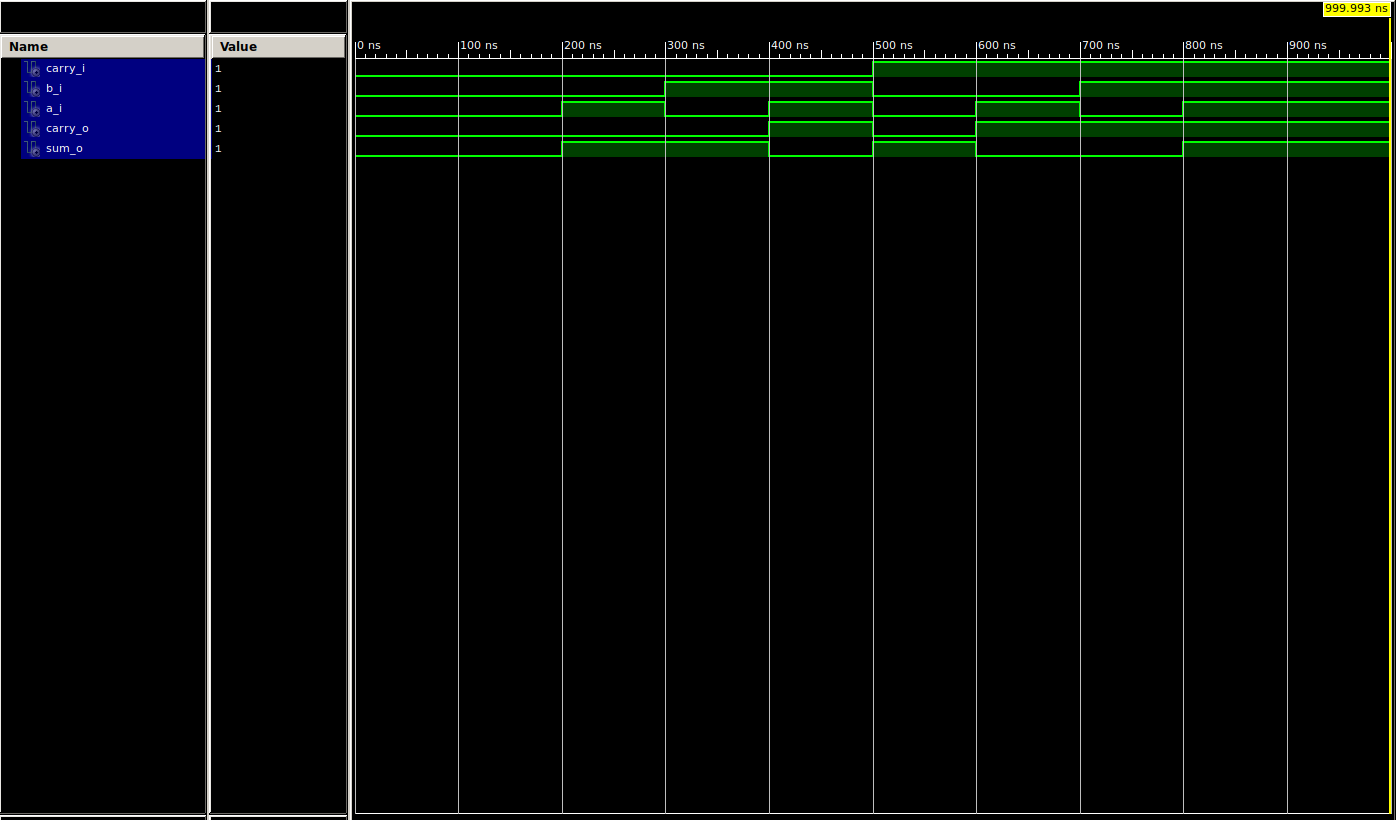 999.993 ns
Name Value
0 ns 100 ns 200 ns 300 ns 400 ns 500 ns 600 ns 700 ns 800 ns 900 ns
carry_i 1
b_i 1
a_i 1
carry_o 1
sum_o 1